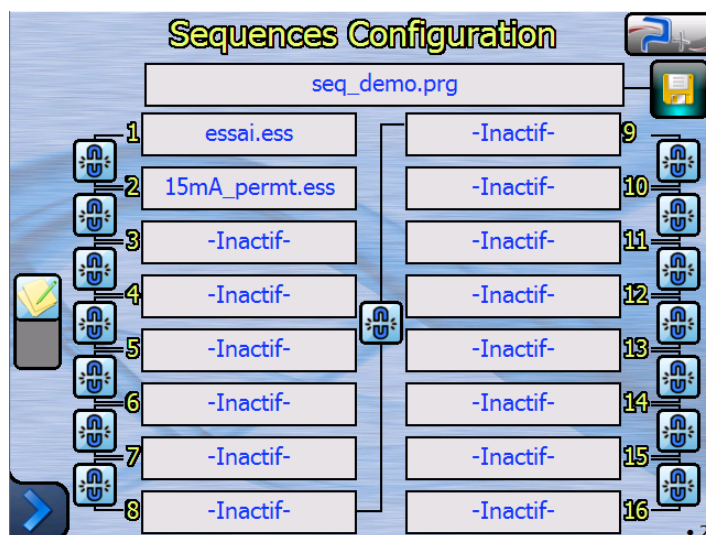 Sequences Configuration
seq_demo.prg
1 essai.ess
2 15mA_permt.ess
3 -Inactif-
4 -Inactif-
5 -Inactif-
6 -Inactif-
7 -Inactif-
8 -Inactif-
-Inactif- 9
-Inactif- 10
-Inactif- 11
-Inactif- 12
-Inactif- 13
-Inactif- 14
-Inactif- 15
-Inactif- 16